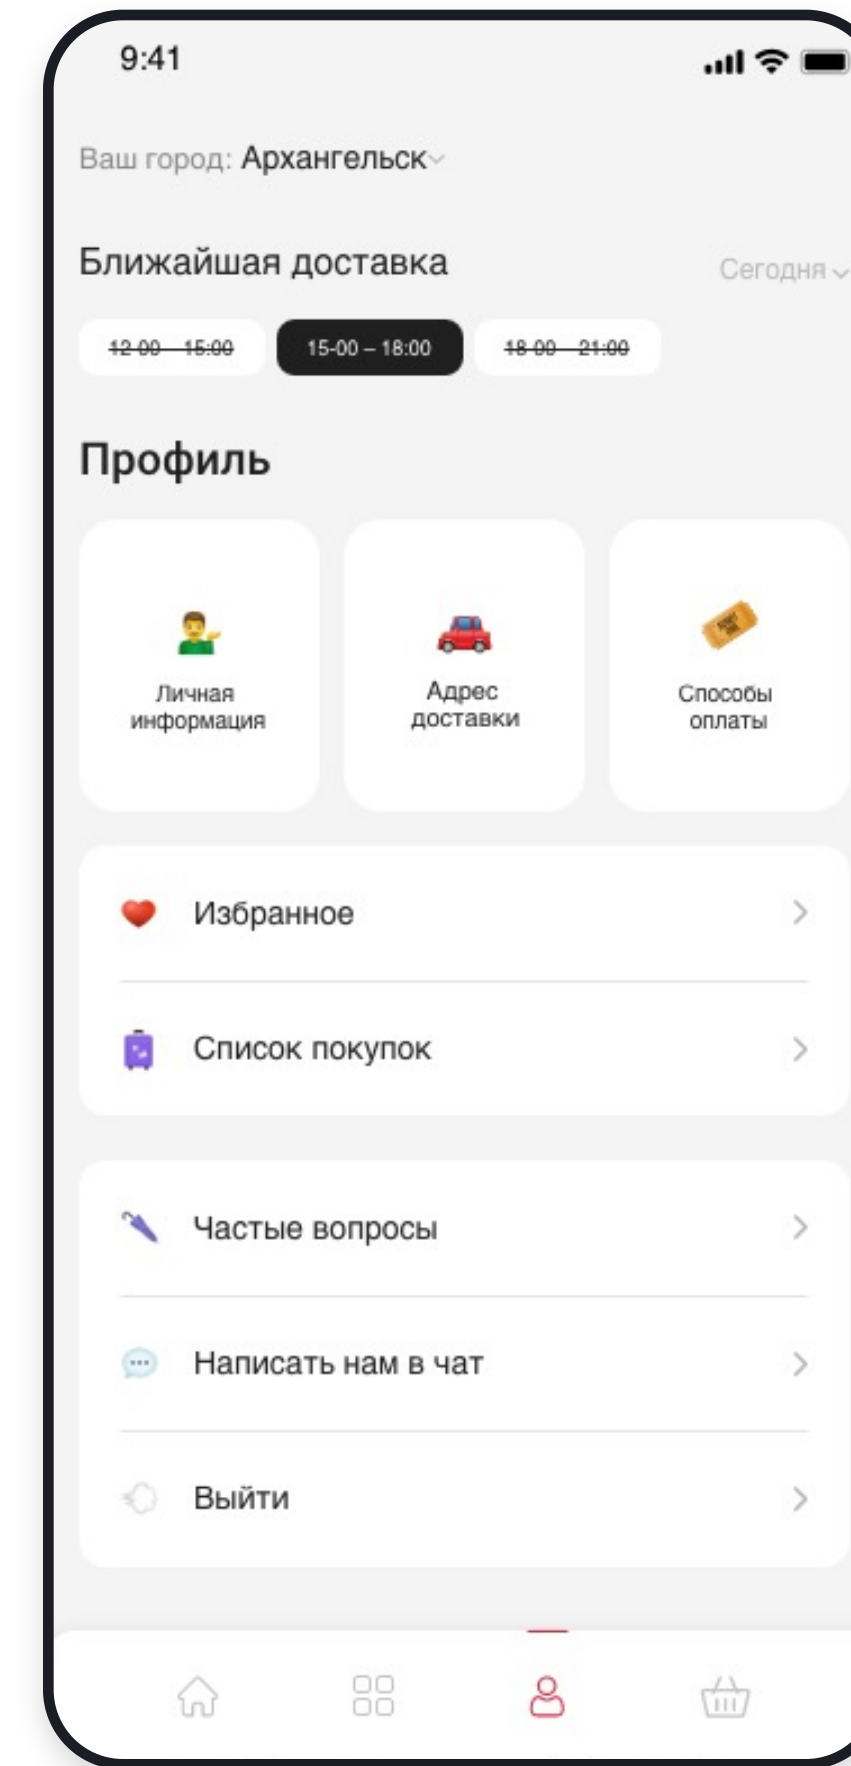 9:41
Ваш город: Архангельск
Ближайшая доставка
Сегодня
12-00 – 15:00
15-00 – 18:00
18-00 – 21:00
Профиль
Личная
информация
Адрес
доставки
Способы
оплаты
Избранное
Список покупок
Частые вопросы
Написать нам в чат
Выйти